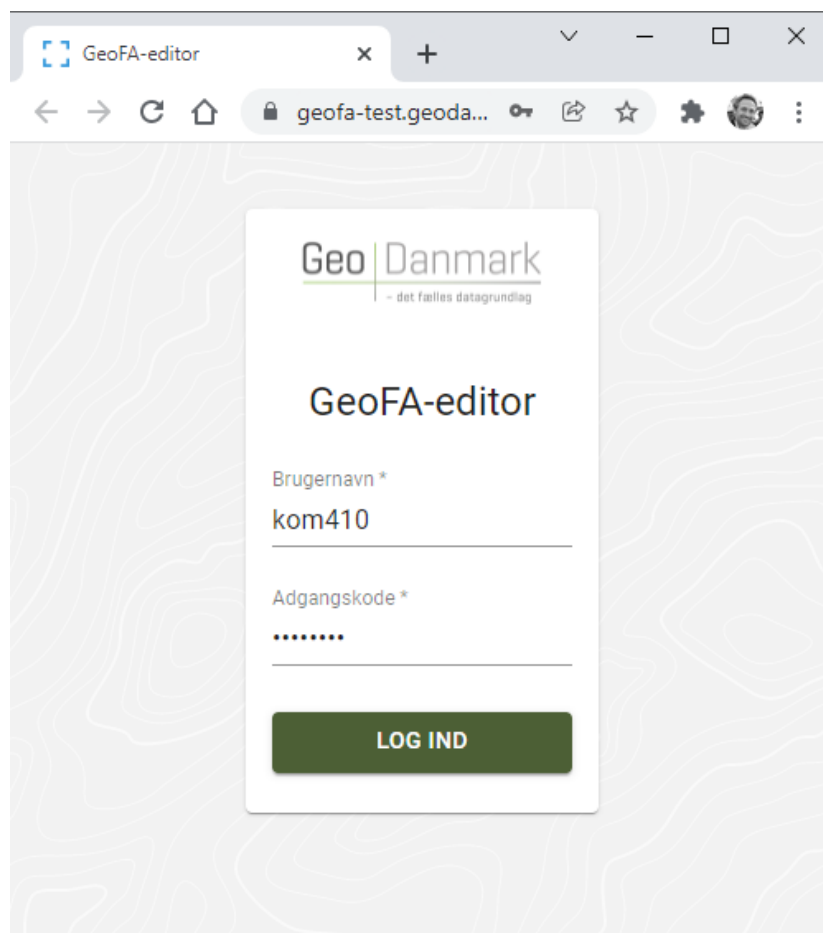 GeoFA-editor
geofa-test.geoda...
Geo Danmark
- det fælles datagrundlag
GeoFA-editor
Brugernavn *
kom410
Adgangskode *
••••••••
LOG IND